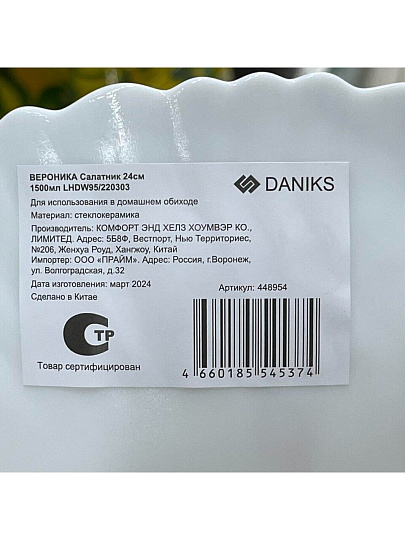 ВЕРОНИКА Салатник 24см
1500мл LHDW95/220303
DANIKS
Для использования в домашнем обиходе
Материал: стеклокерамика
Производитель: КОМФОРТ ЭНД ХЕЛЗ ХОУМВЭР КО.,
ЛИМИТЕД. Адрес: 5Б8Ф, Вестпорт, Нью Территориес,
№206, Женхуа Роуд, Хангжоу, Китай
Импортер: ООО «ПРАЙМ». Адрес: Россия, г.Воронеж,
ул. Волгоградская, д.32
Дата изготовления: март 2024
Сделано в Китае
Артикул: 448954
СТР
Товар сертифицирован
4 660185 545374